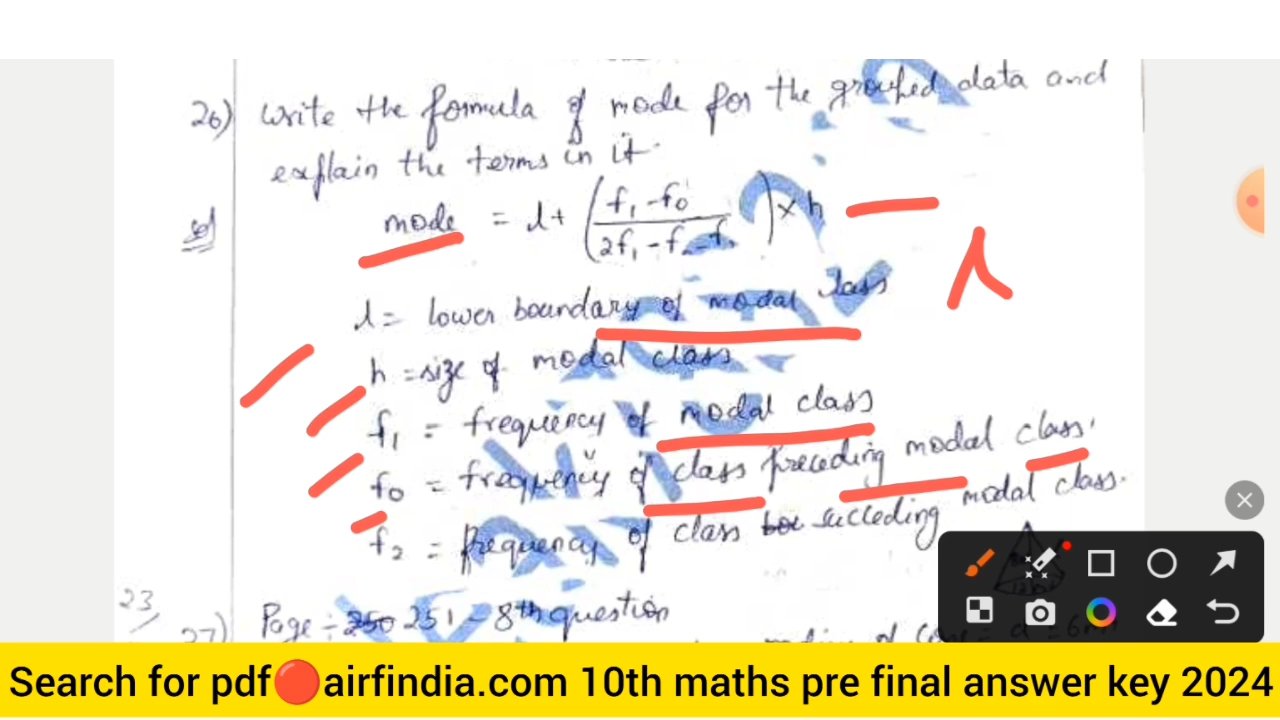 26) Write the formula of mode for the grouped data and
explain the terms in it.
Sol mode = l + (f₁ - f₀ / 2f₁ - f₀ - f₂) × h
l = lower boundary of modal class
h = size of modal class
f₁ = frequency of modal class
f₀ = frequency of class preceding modal class.
f₂ = frequency of class succeding modal class.
23,
27) Page ÷ 251 - 8th question
Search for pdf🔴airfindia.com 10th maths pre final answer key 2024